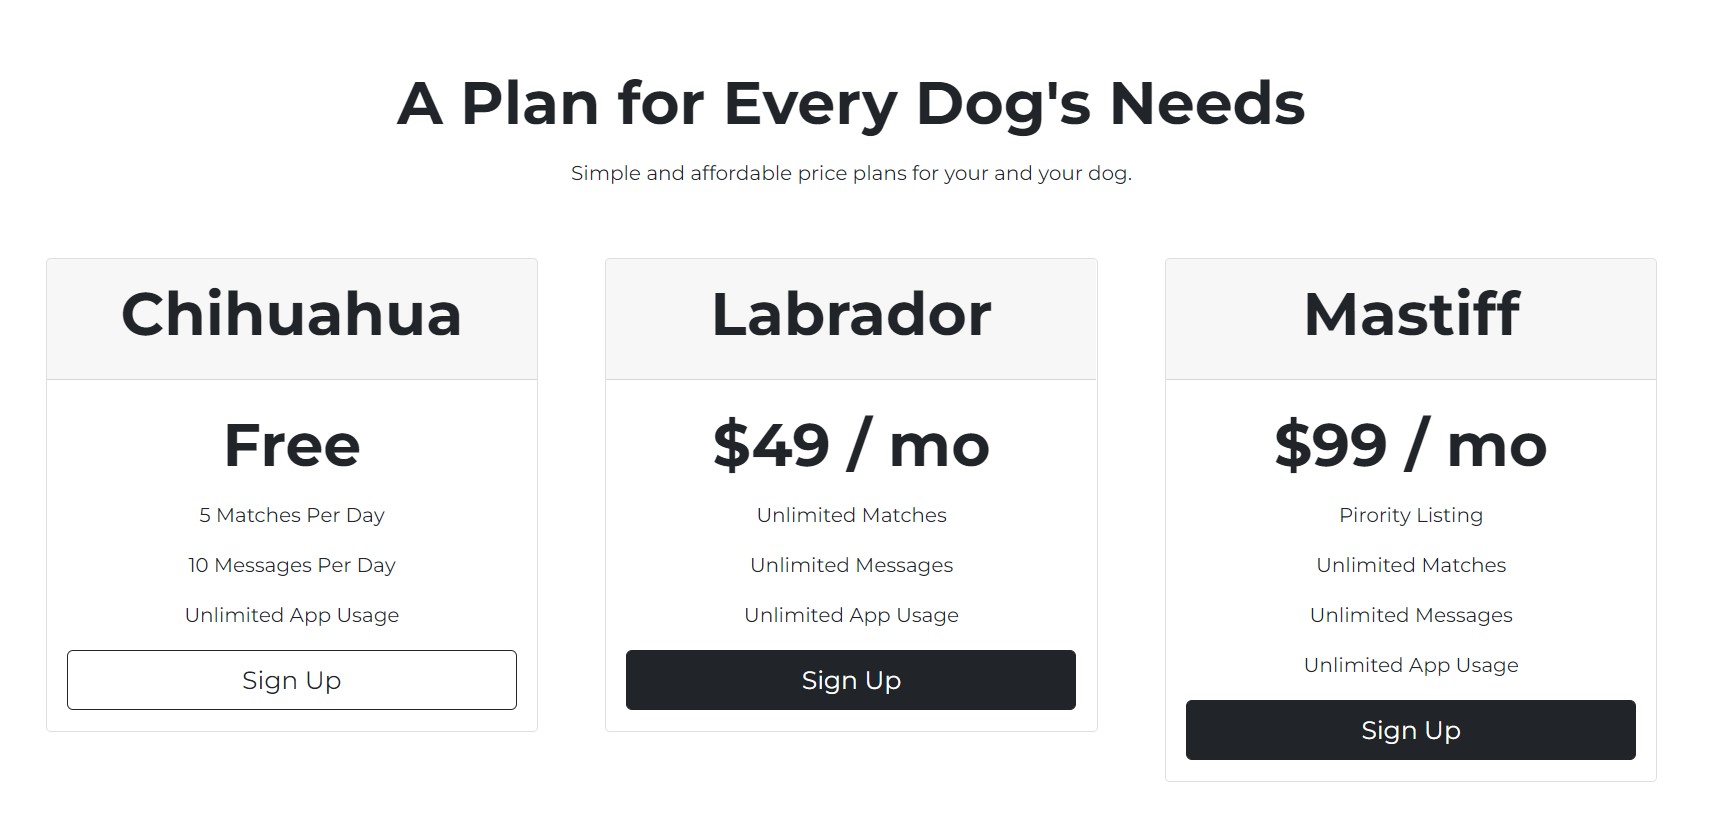 A Plan for Every Dog's Needs
Simple and affordable price plans for your and your dog.
Chihuahua
Free
5 Matches Per Day
10 Messages Per Day
Unlimited App Usage
Sign Up
Labrador
$49 / mo
Unlimited Matches
Unlimited Messages
Unlimited App Usage
Sign Up
Mastiff
$99 / mo
Pirority Listing
Unlimited Matches
Unlimited Messages
Unlimited App Usage
Sign Up